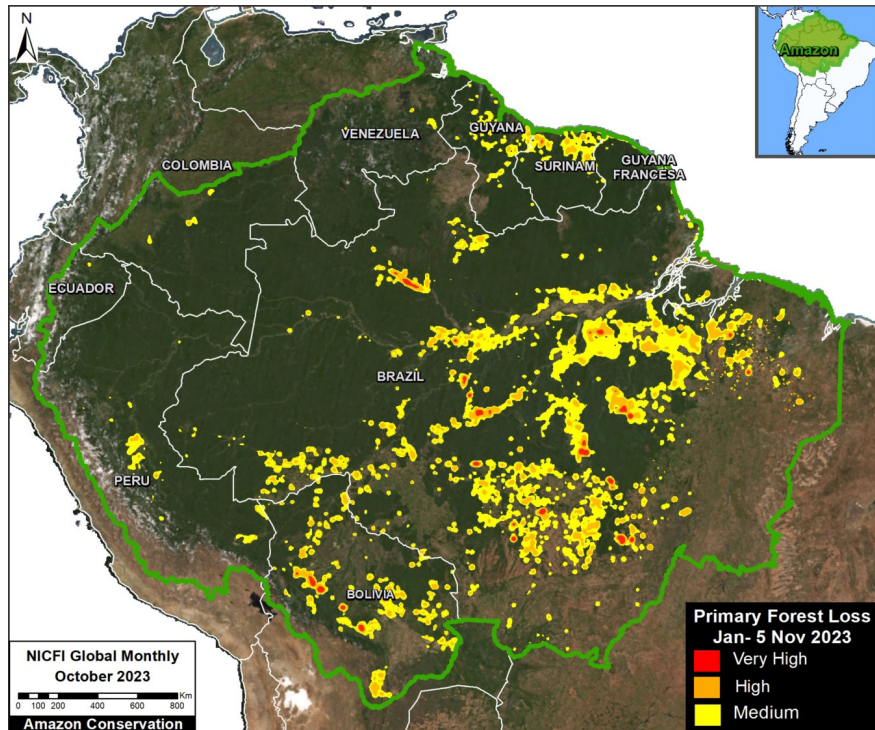 N
Amazon
VENEZUELA
GUYANA
COLOMBIA
SURINAM
GUYANA
FRANCESA
ECUADOR
BRAZIL
PERU
BOLIVIA
NICFI Global Monthly
October 2023
0 50 100 200 400 600 800 Km
Amazon Conservation
Primary Forest Loss
Jan- 5 Nov 2023
Very High
High
Medium